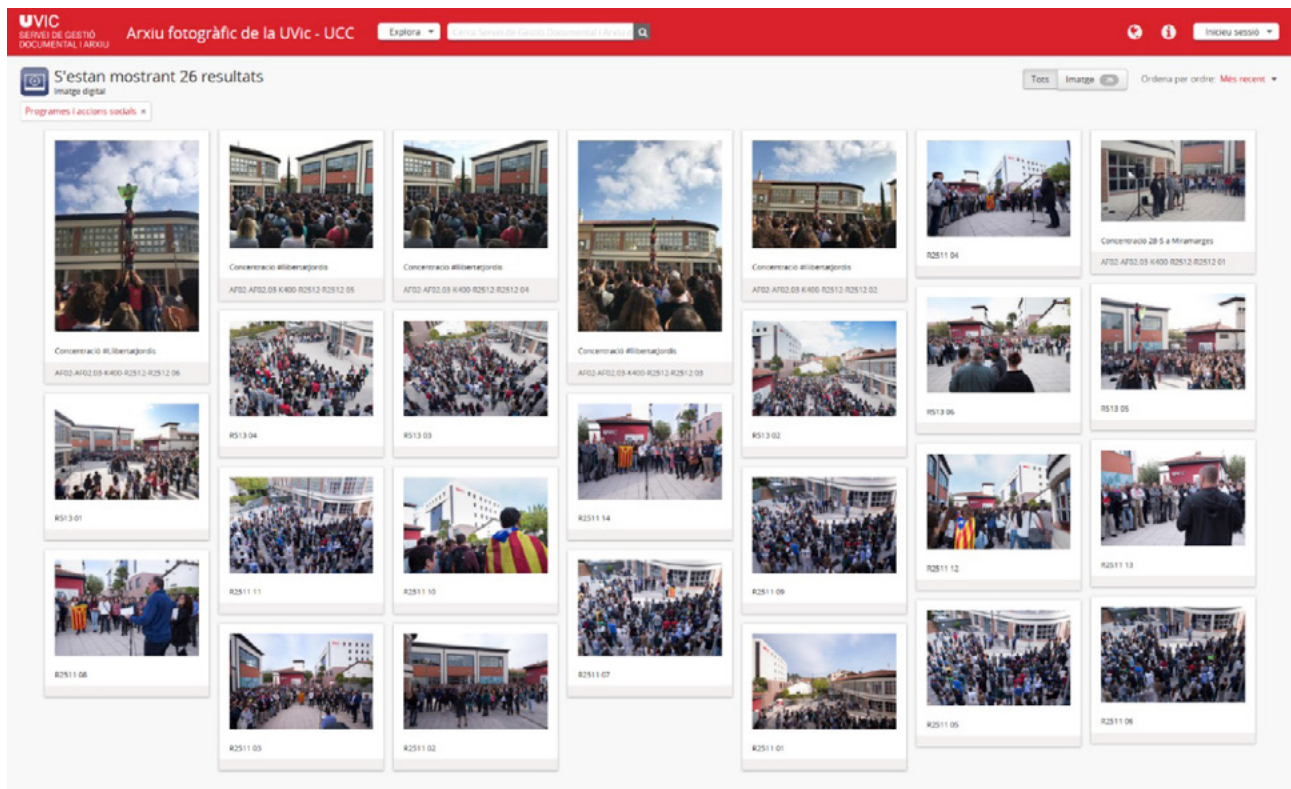 UVIC
SERVEI DE GESTIÓ
DOCUMENTAL I ARXIU
Arxiu fotogràfic de la UVic - UCC
Explora
Cerca Servei de Gestió Documental i Arxiu
Inicieu sessió
S'estan mostrant 26 resultats
Imatge digital
Tots
Imatge
Ordena per ordre: Més recent
Programes i accions socials ×
Concentració #LlibertatJordis
AF02-AF02.03-K400-R2512-R2512 06
Concentració #llibertatJordis
AF02-AF02.03-K400-R2512-R2512 05
Concentració #llibertatJordis
AF02-AF02.03-K400-R2512-R2512 04
Concentració #llibertatJordis
AF02-AF02.03-K400-R2512-R2512 03
Concentració #llibertatJordis
AF02-AF02.03-K400-R2512-R2512 02
R2511 04
Concentració 28-S a Miramarges
AF02-AF02.03-K400-R2512-R2512 01
R513 04
R513 03
R513 02
R513 06
R513 05
R513 01
R2511 14
R2511 11
R2511 10
R2511 09
R2511 12
R2511 13
R2511 08
R2511 07
R2511 03
R2511 02
R2511 01
R2511 05
R2511 06